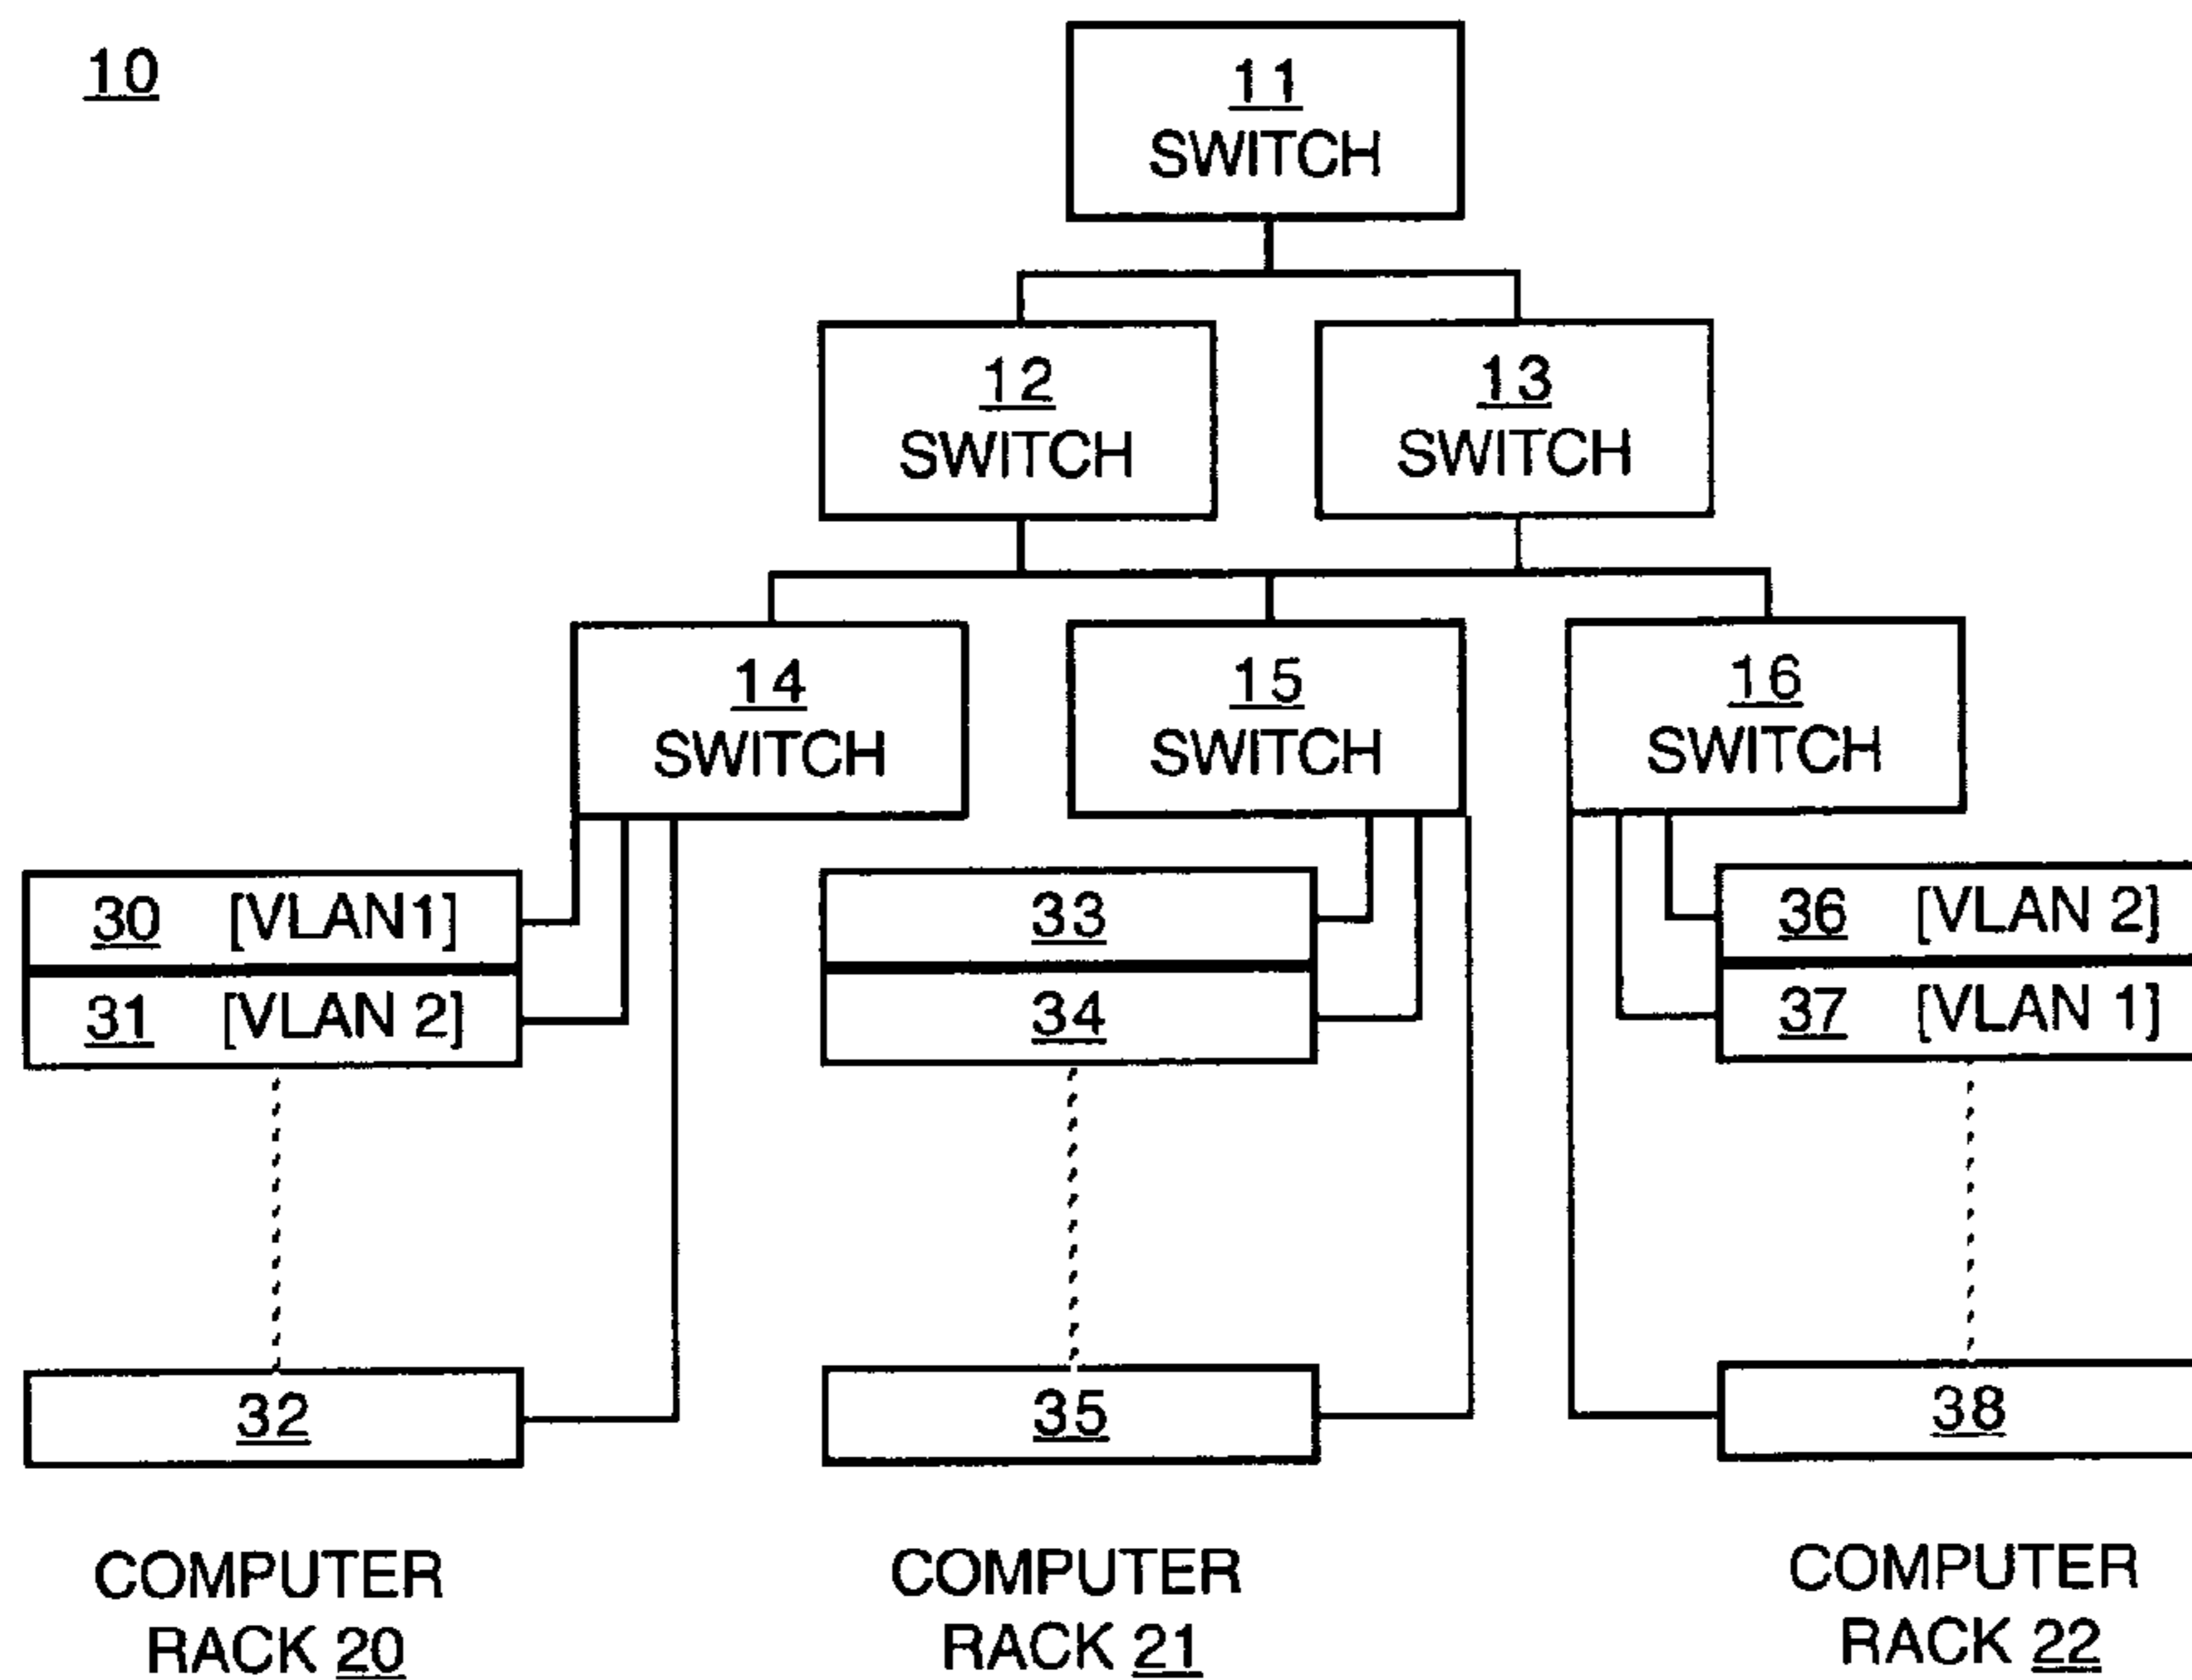 10
11
SWITCH
12
SWITCH
13
SWITCH
14
SWITCH
15
SWITCH
16
SWITCH
30 [VLAN1]
31 [VLAN 2]
32
33
34
35
36 [VLAN 2]
37 [VLAN 1]
38
COMPUTER
RACK 20
COMPUTER
RACK 21
COMPUTER
RACK 22